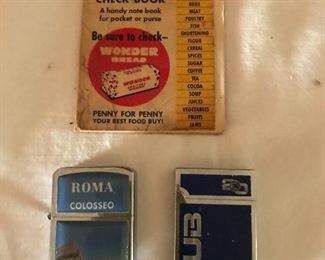 CHECK BOOK
A handy note book
for pocket or purse
Be sure to check—
WONDER
BREAD
WONDER
PENNY FOR PENNY
YOUR BEST FOOD BUY!
EGGS
MEAT
POULTRY
FISH
SHORTENING
FLOUR
CEREAL
SPICES
SUGAR
COFFEE
TEA
COCOA
SOUP
JUICES
VEGETABLES
FRUITS
JAMS
ROMA
COLOSSEO
UB